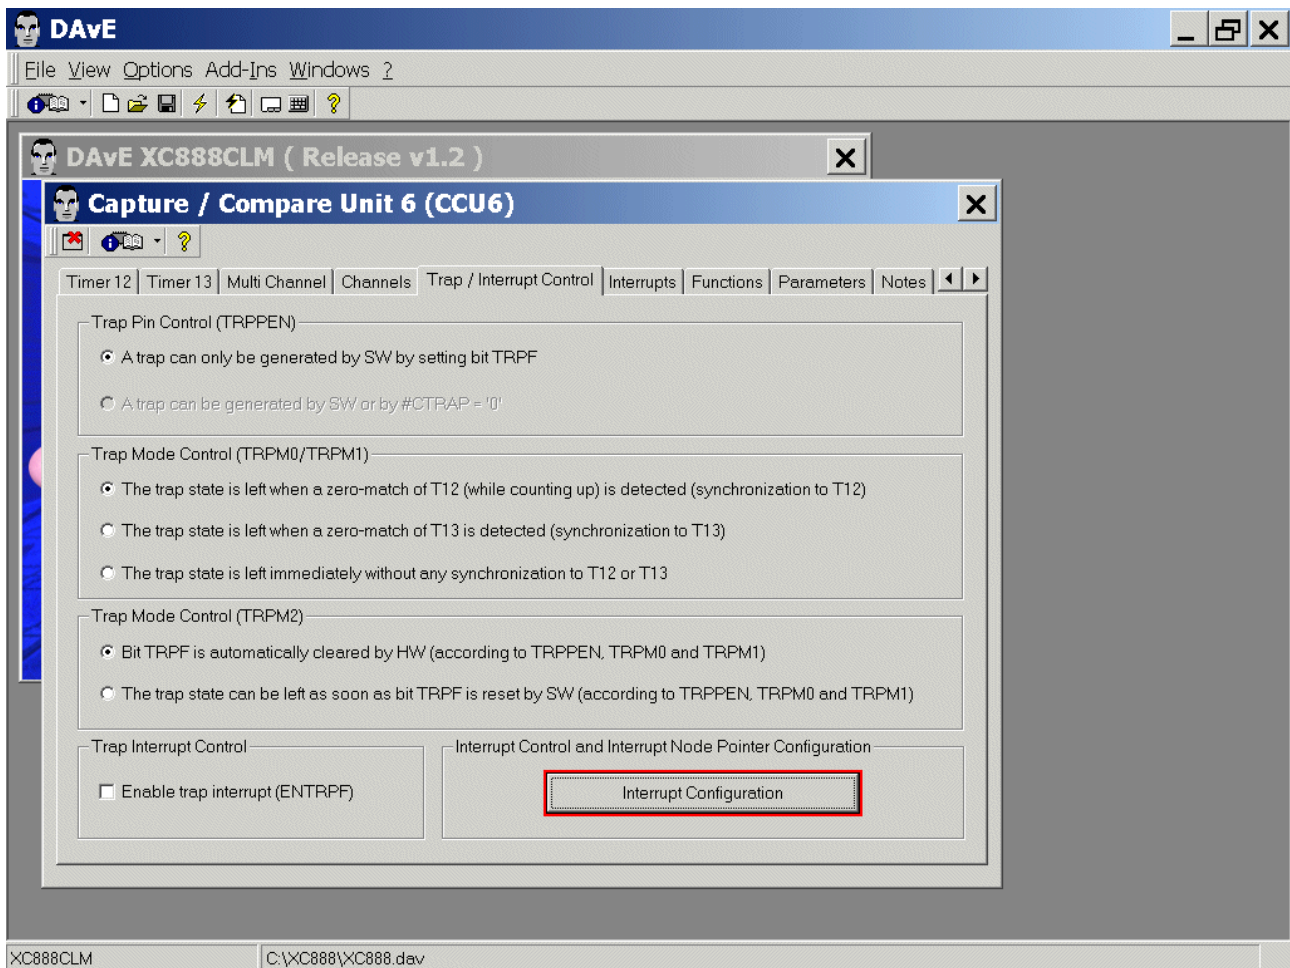 DAvE
File View Options Add-Ins Windows ?
DAvE XC888CLM ( Release v1.2 )
Capture / Compare Unit 6 (CCU6)
Timer 12 Timer 13 Multi Channel Channels Trap / Interrupt Control Interrupts Functions Parameters Notes
Trap Pin Control (TRPPEN)
A trap can only be generated by SW by setting bit TRPF
A trap can be generated by SW or by #CTRAP = '0'
Trap Mode Control (TRPM0/TRPM1)
The trap state is left when a zero-match of T12 (while counting up) is detected (synchronization to T12)
The trap state is left when a zero-match of T13 is detected (synchronization to T13)
The trap state is left immediately without any synchronization to T12 or T13
Trap Mode Control (TRPM2)
Bit TRPF is automatically cleared by HW (according to TRPPEN, TRPM0 and TRPM1)
The trap state can be left as soon as bit TRPF is reset by SW (according to TRPPEN, TRPM0 and TRPM1)
Trap Interrupt Control
Enable trap interrupt (ENTRPF)
Interrupt Control and Interrupt Node Pointer Configuration
Interrupt Configuration
XC888CLM C:\XC888\XC888.dav